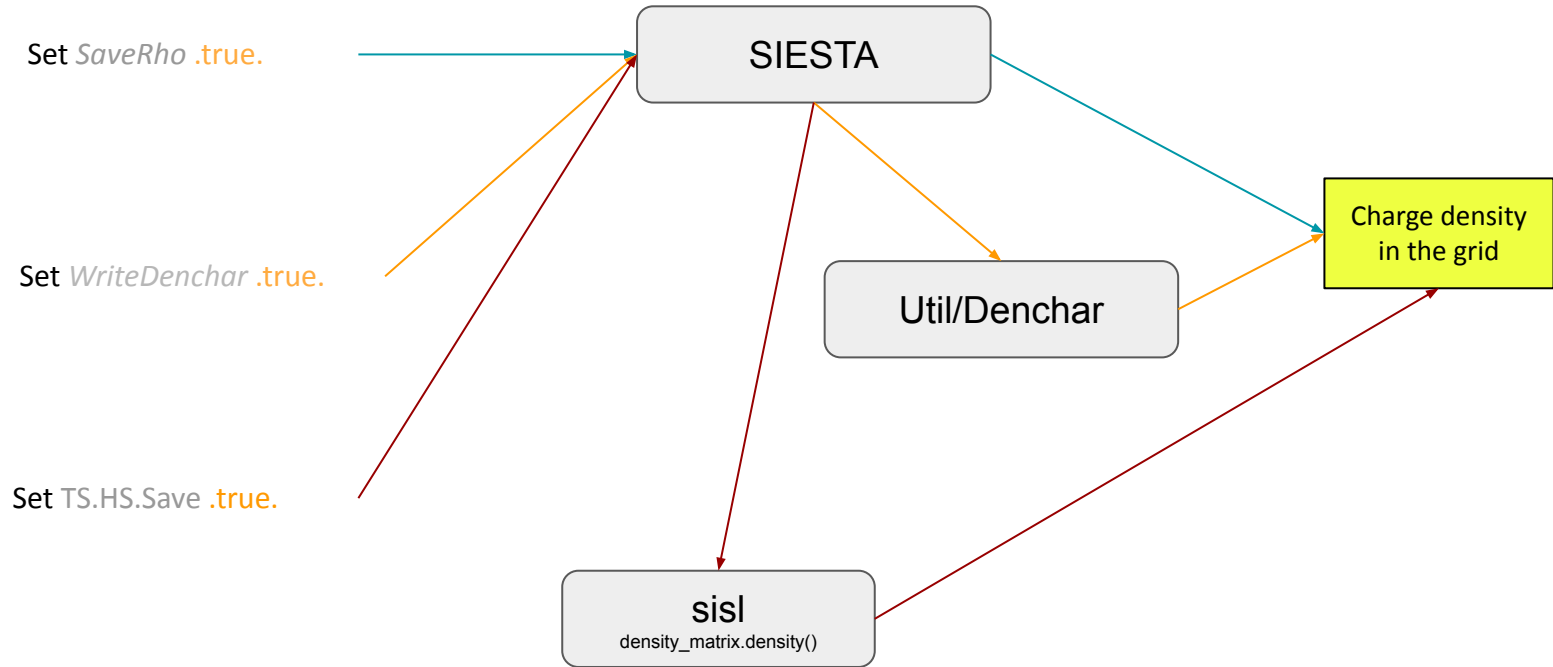 Set SaveRho .true.
SIESTA
Charge density
in the grid
Set WriteDenchar .true.
Util/Denchar
Set TS.HS.Save .true.
sisl
density_matrix.density()